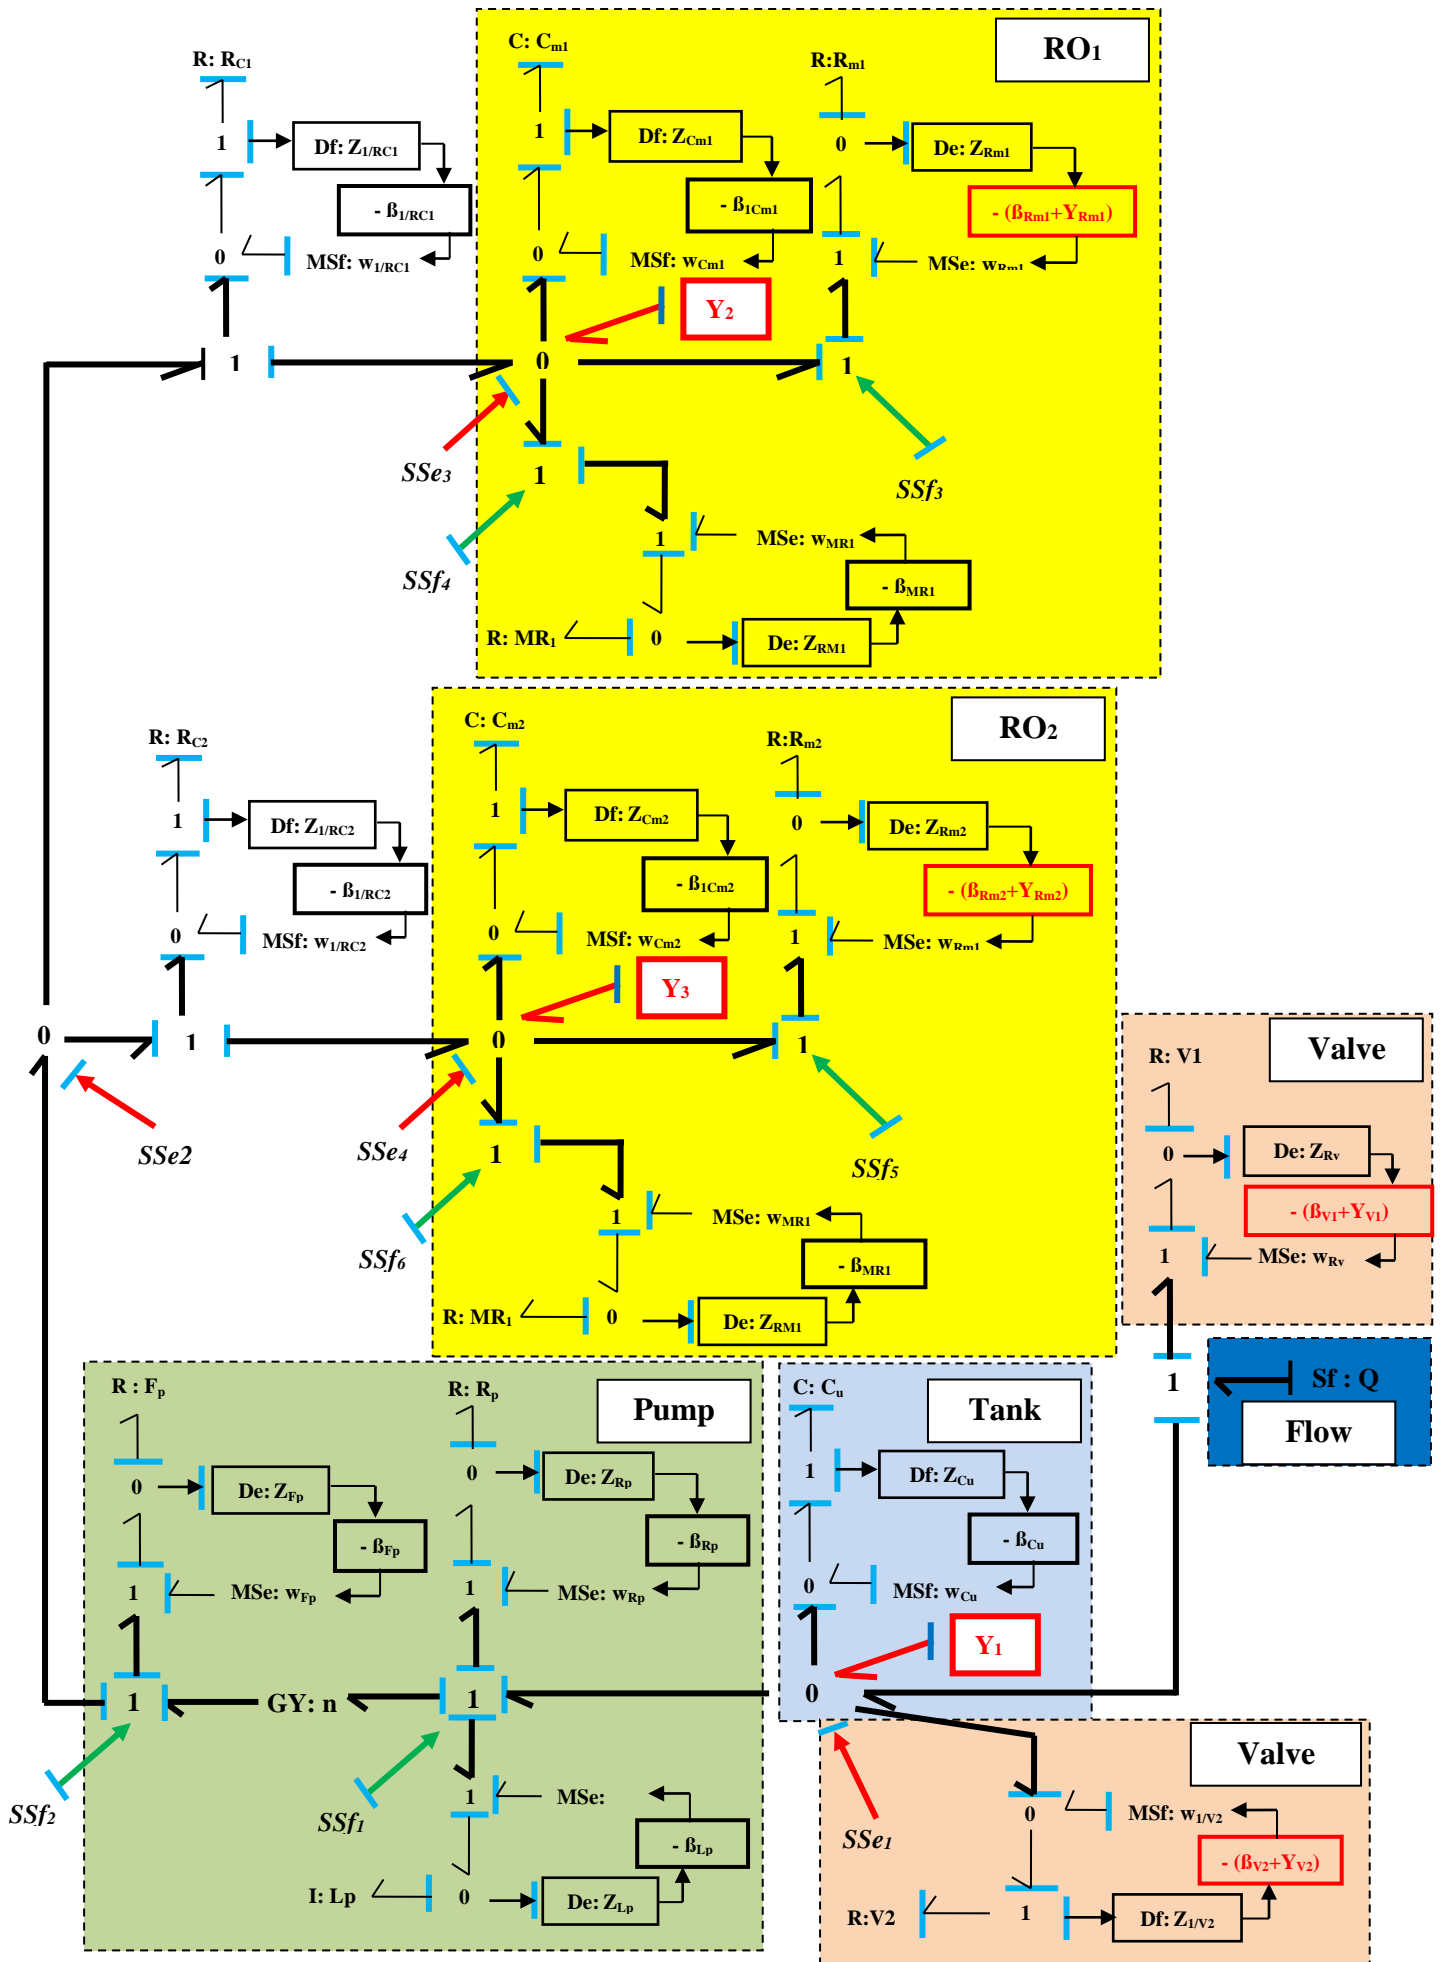 RO₁
C: Cm1
R: RC1
R:Rm1
1
Df: Z1/RC1
1
Df: ZCm1
0
De: ZRm1
- ß1/RC1
- ß1Cm1
- (ßRm1+YRm1)
0
MSf: w1/RC1
0
MSf: wCm1
1
MSe: wRm1
Y2
1
0
1
SSe3
1
SSf3
SSf4
1
MSe: wMR1
- ßMR1
R: MR1
0
De: ZRM1
RO₂
C: Cm2
R: RC2
R:Rm2
1
Df: Z1/RC2
1
Df: ZCm2
0
De: ZRm2
- ß1/RC2
- ß1Cm2
- (ßRm2+YRm2)
0
MSf: w1/RC2
0
MSf: wCm2
1
MSe: wRm1
Y3
0
1
0
1
SSe2
SSe4
1
SSf5
SSf6
1
MSe: wMR1
- ßMR1
R: MR1
0
De: ZRM1
Valve
R: V1
0
De: ZRv
- (ßV1+YV1)
1
MSe: wRv
1
Sf : Q
Flow
Pump
R : Fp
R: Rp
0
De: ZFp
0
De: ZRp
- ßFp
- ßRp
1
MSe: wFp
1
MSe: wRp
1
GY: n
1
SSf2
SSf1
1
MSe:
- ßLp
I: Lp
0
De: ZLp
Tank
C: Cu
1
Df: ZCu
- ßCu
0
MSf: wCu
Y1
0
SSe1
Valve
0
MSf: w1/V2
- (ßV2+YV2)
R:V2
1
Df: Z1/V2